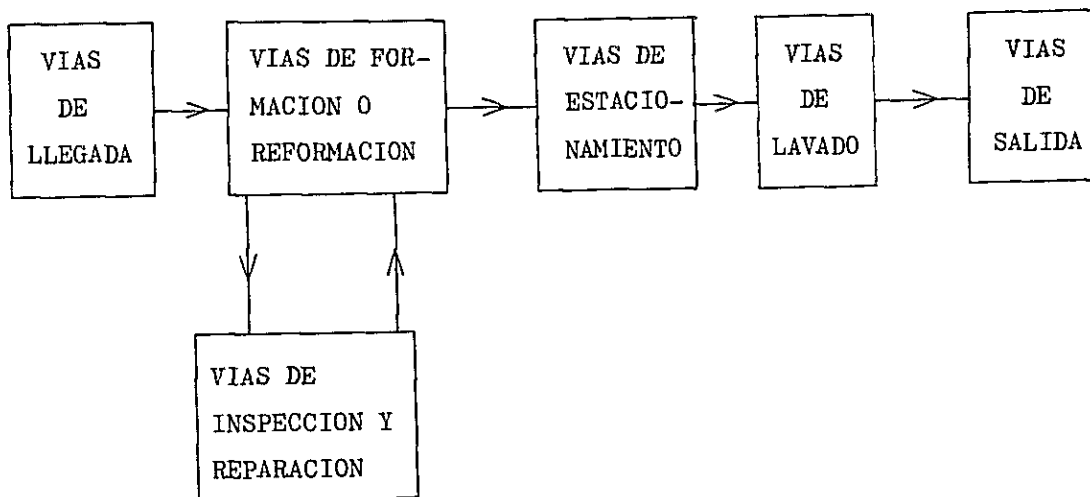 VIAS
DE
LLEGADA
VIAS DE FOR-
MACION O
REFORMACION
VIAS DE
ESTACIO-
NAMIENTO
VIAS
DE
LAVADO
VIAS
DE
SALIDA
VIAS DE
INSPECCION Y
REPARACION